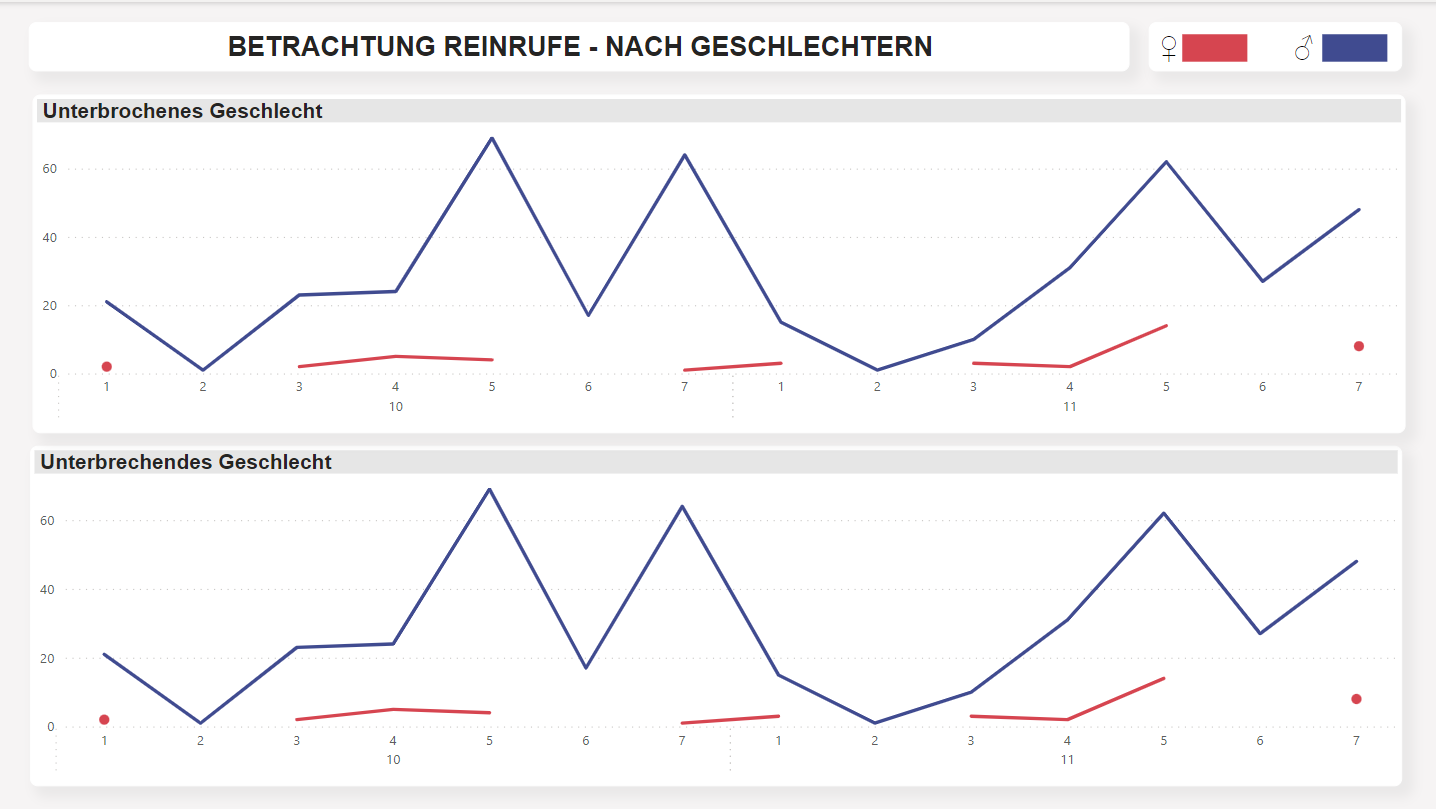 BETRACHTUNG REINRUFE - NACH GESCHLECHTERN
♀ ♂
Unterbrochenes Geschlecht
60
40
20
0
1 2 3 4 5 6 7 1 2 3 4 5 6 7
10 11
Unterbrechendes Geschlecht
60
40
20
0
1 2 3 4 5 6 7 1 2 3 4 5 6 7
10 11